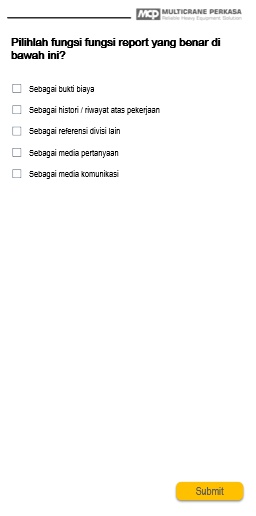 MCP MULTICRANE PERKASA
Reliable Heavy Equipment Solution
Pilihlah fungsi fungsi report yang benar di
bawah ini?
Sebagai bukti biaya
Sebagai histori / riwayat atas pekerjaan
Sebagai referensi divisi lain
Sebagai media pertanyaan
Sebagai media komunikasi
Submit